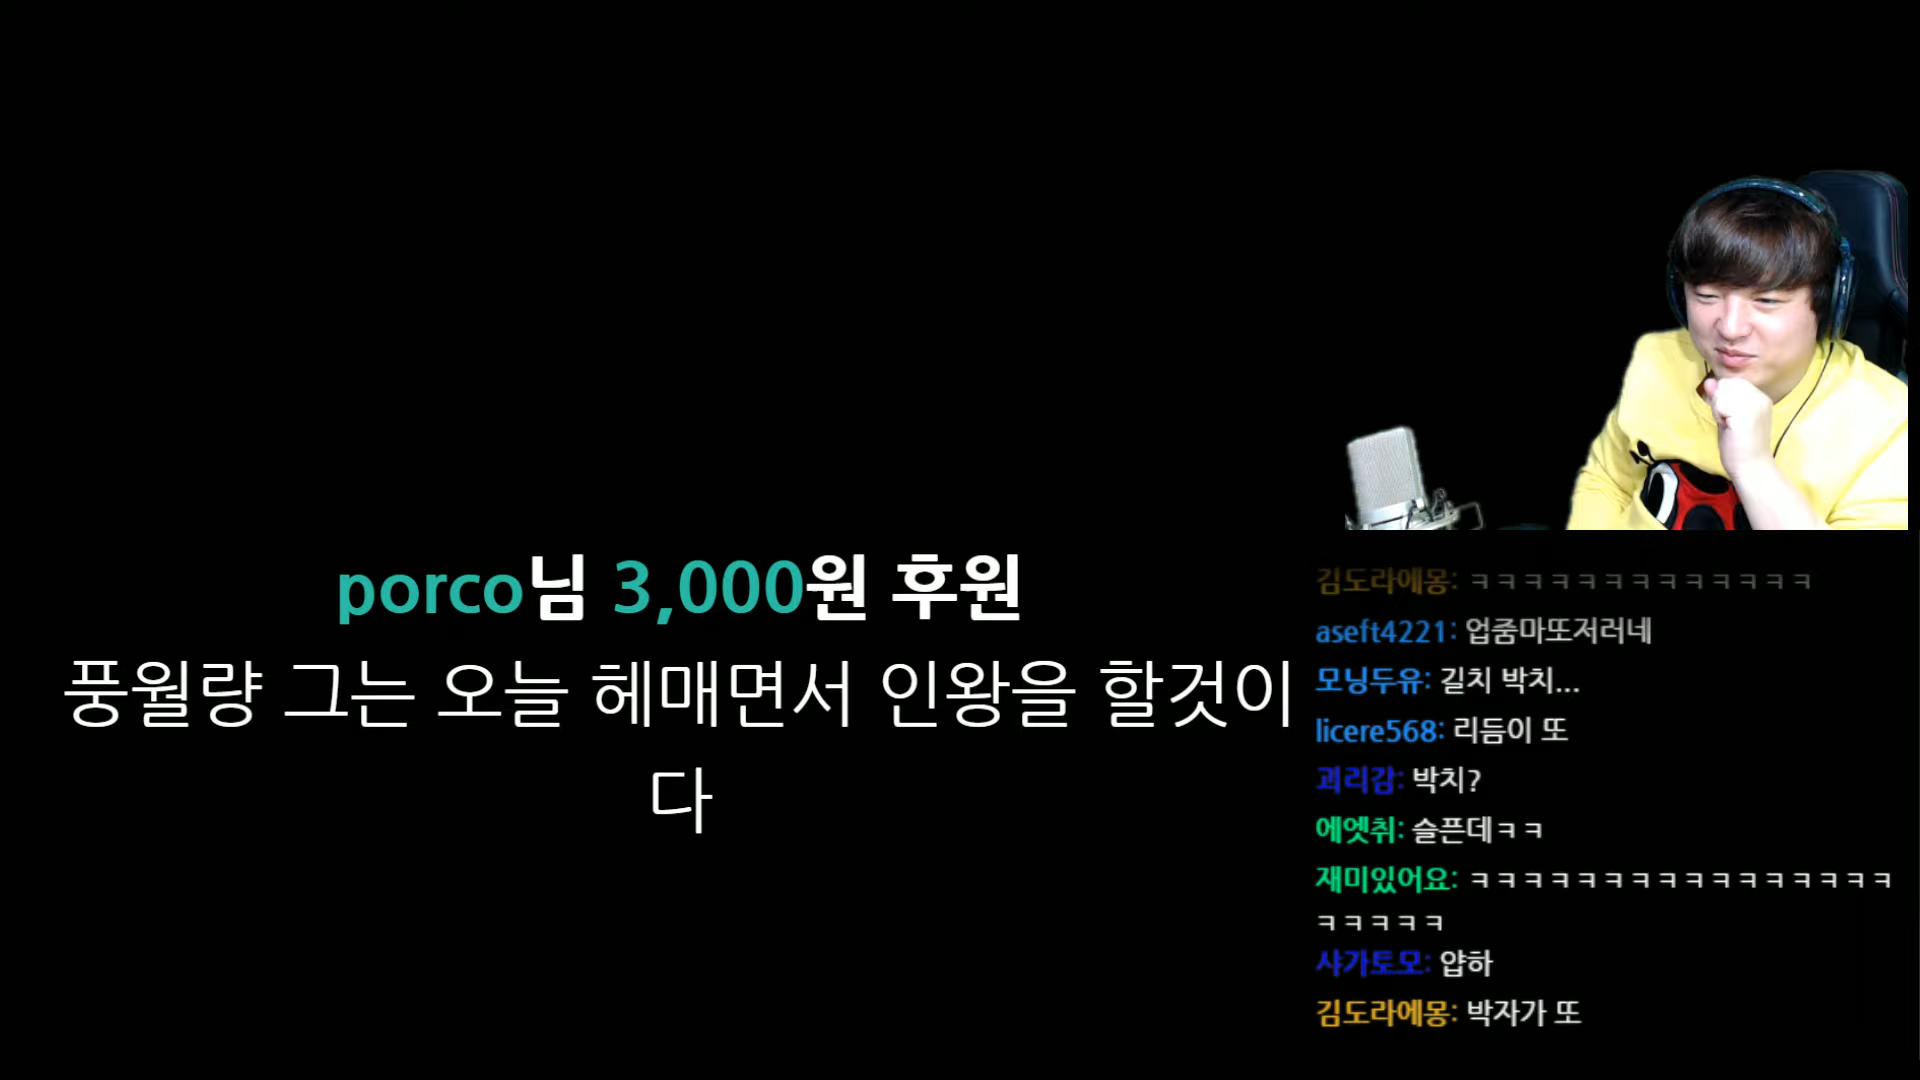 porco님 3,000원 후원
풍월량 그는 오늘 헤매면서 인왕을 할것이
다
김도라에몽: ㅋㅋㅋㅋㅋㅋㅋㅋㅋㅋㅋㅋㅋ
aseft4221: 업줌마또저러네
모닝두유: 길치 박치...
licere568: 리듬이 또
괴리감: 박치?
에엣취: 슬픈데ㅋㅋ
재미있어요: ㅋㅋㅋㅋㅋㅋㅋㅋㅋㅋㅋㅋㅋㅋㅋㅋ
ㅋㅋㅋㅋㅋ
샤가토모: 얍하
김도라에몽: 박자가 또